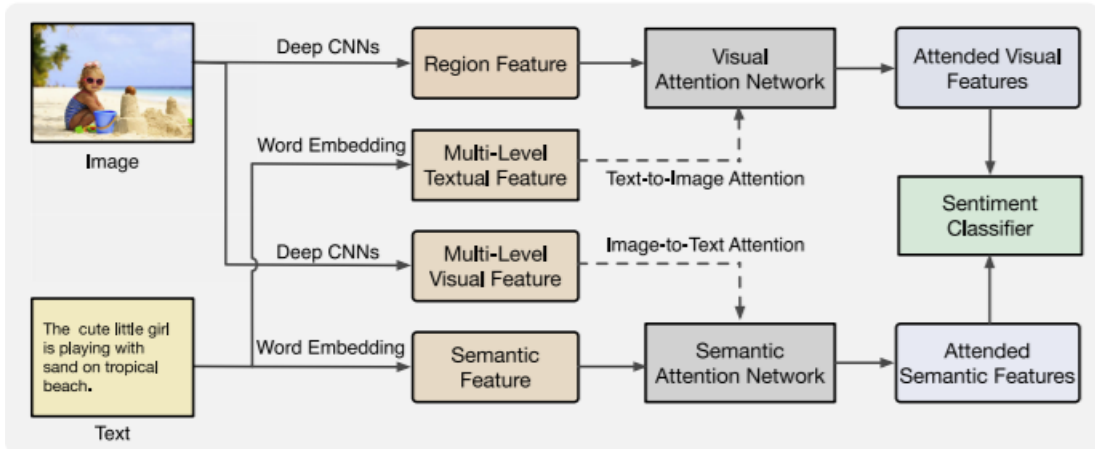 Deep CNNs
Region Feature
Visual
Attention Network
Attended Visual
Features
Image
Word Embedding
Multi-Level
Textual Feature
Text-to-Image Attention
Sentiment
Classifier
Deep CNNs
Multi-Level
Visual Feature
Image-to-Text Attention
The cute little girl
is playing with
sand on tropical
beach.
Text
Word Embedding
Semantic
Feature
Semantic
Attention Network
Attended
Semantic Features